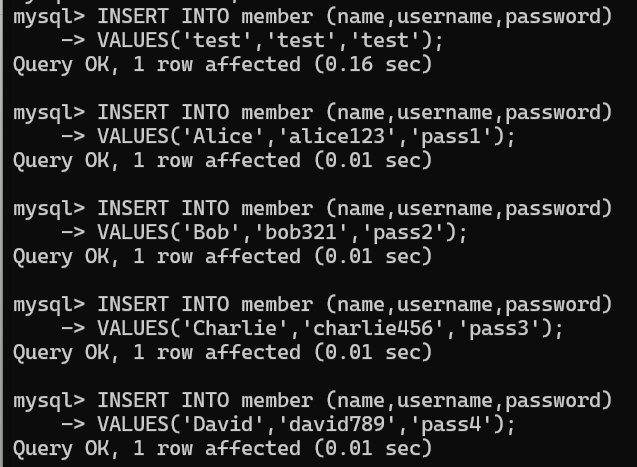 mysql> INSERT INTO member (name,username,password)
    -> VALUES('test','test','test');
Query OK, 1 row affected (0.16 sec)

mysql> INSERT INTO member (name,username,password)
    -> VALUES('Alice','alice123','pass1');
Query OK, 1 row affected (0.01 sec)

mysql> INSERT INTO member (name,username,password)
    -> VALUES('Bob','bob321','pass2');
Query OK, 1 row affected (0.01 sec)

mysql> INSERT INTO member (name,username,password)
    -> VALUES('Charlie','charlie456','pass3');
Query OK, 1 row affected (0.01 sec)

mysql> INSERT INTO member (name,username,password)
    -> VALUES('David','david789','pass4');
Query OK, 1 row affected (0.01 sec)